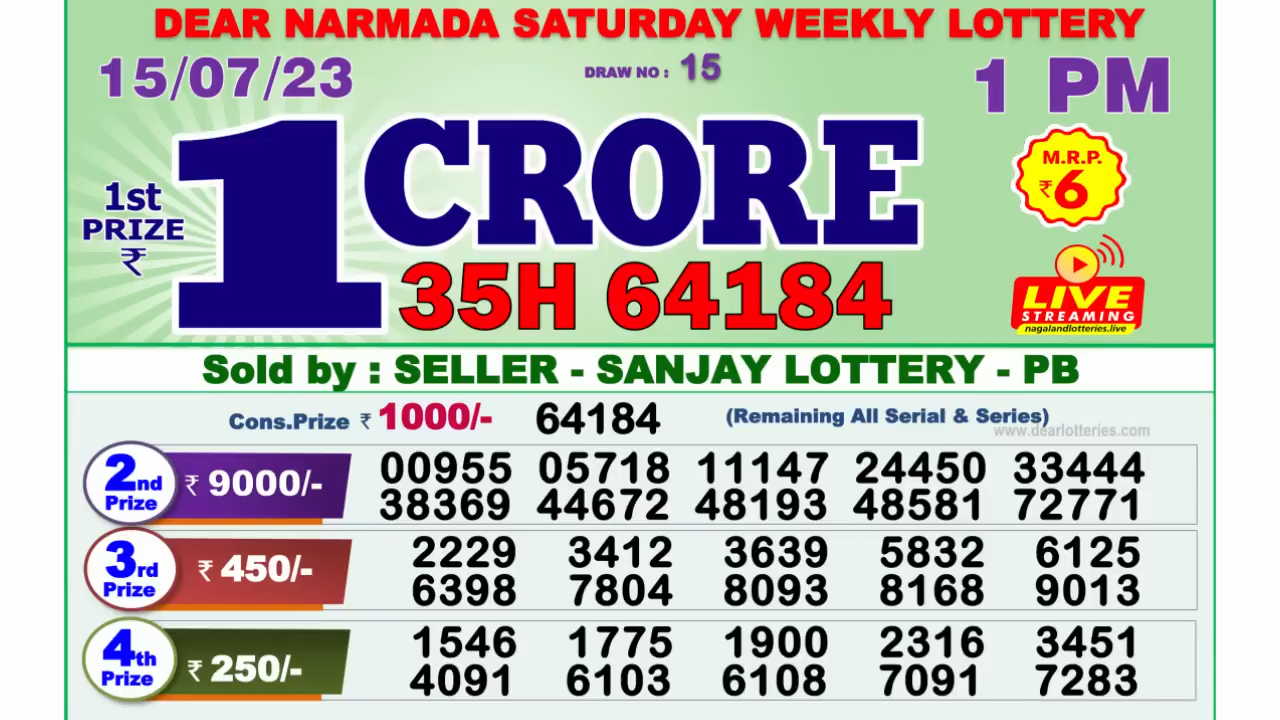 DEAR NARMADA SATURDAY WEEKLY LOTTERY
15/07/23
DRAW NO : 15
1 PM
1st
PRIZE
₹
1 CRORE
35H 64184
M.R.P.
₹6
LIVE
STREAMING
nagalandlotteries.live
Sold by : SELLER - SANJAY LOTTERY - PB
Cons.Prize ₹ 1000/- 64184 (Remaining All Serial & Series)
www.dearlotteries.com
2nd
Prize
₹ 9000/-
00955 05718 11147 24450 33444
38369 44672 48193 48581 72771
3rd
Prize
₹ 450/-
2229 3412 3639 5832 6125
6398 7804 8093 8168 9013
4th
Prize
₹ 250/-
1546 1775 1900 2316 3451
4091 6103 6108 7091 7283